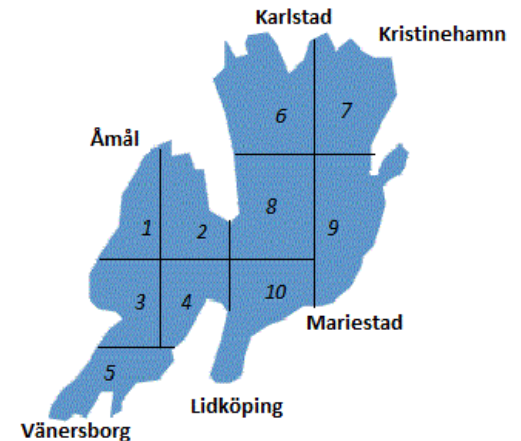 Karlstad
Kristinehamn
6
7
Åmål
1
2
8
9
3
4
10
Mariestad
5
Lidköping
Vänersborg